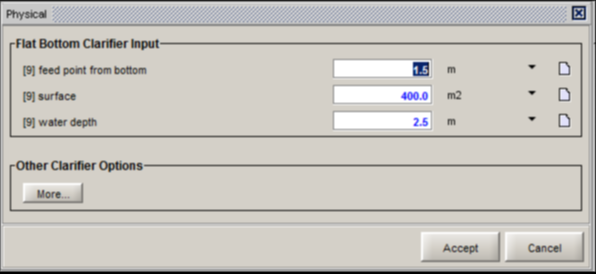 Physical
Flat Bottom Clarifier Input
[9] feed point from bottom 1.5 m
[9] surface 400.0 m2
[9] water depth 2.5 m
Other Clarifier Options
More...
Accept Cancel